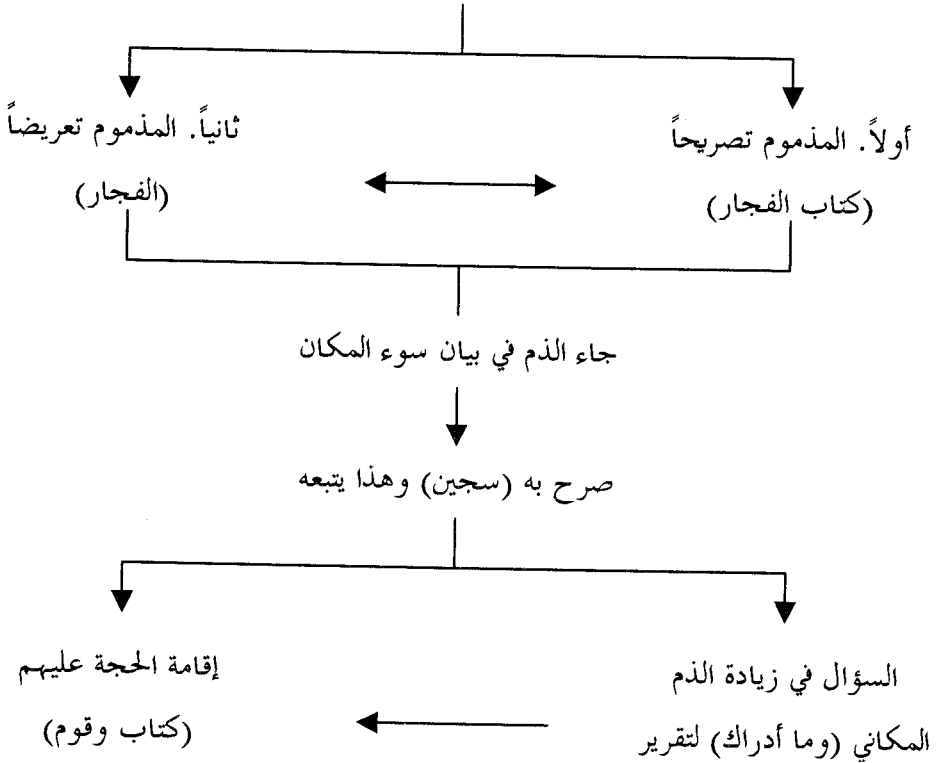 أولاً. المذموم تصريحاً
(كتاب الفجار)
ثانياً. المذموم تعريضاً
(الفجار)
جاء الذم في بيان سوء المكان
صرح به (سجين) وهذا يتبعه
السؤال في زيادة الذم
المكاني (وما أدراك) لتقرير
إقامة الحجة عليهم
(كتاب وقوم)